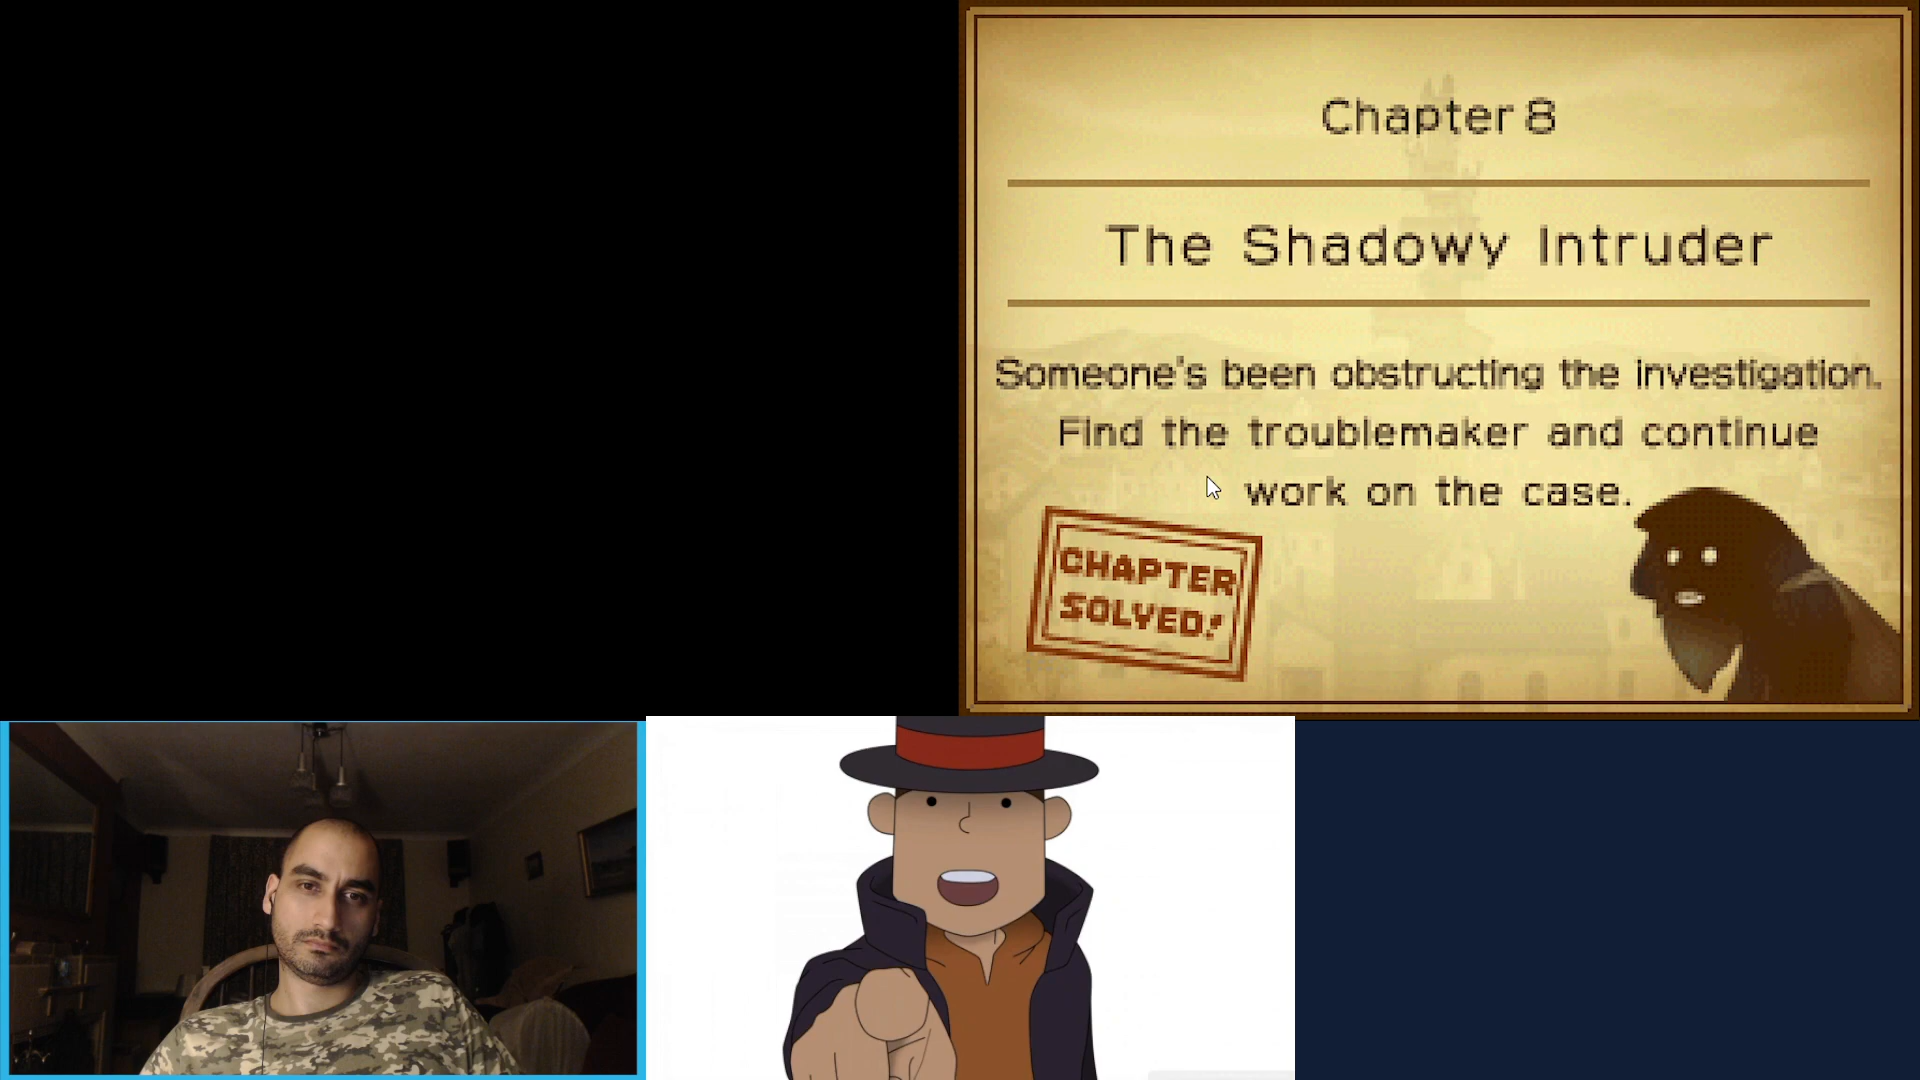 Chapter 8
The Shadowy Intruder
Someone's been obstructing the investigation.
Find the troublemaker and continue
work on the case.
CHAPTER
SOLVED!